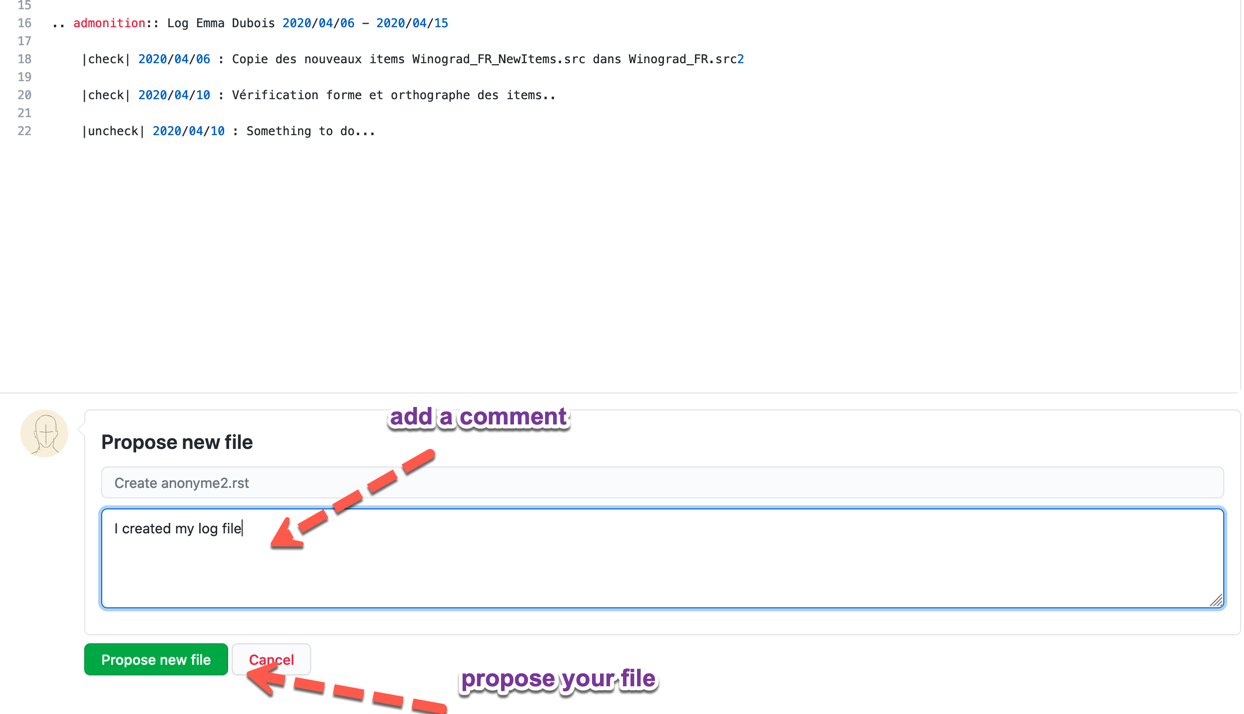 15
16 .. admonition:: Log Emma Dubois 2020/04/06 - 2020/04/15
17
18 |check| 2020/04/06 : Copie des nouveaux items Winograd_FR_NewItems.src dans Winograd_FR.src2
19
20 |check| 2020/04/10 : Vérification forme et orthographe des items..
21
22 |uncheck| 2020/04/10 : Something to do...
add a comment
Propose new file
Create anonyme2.rst
I created my log file
Propose new file Cancel
propose your file